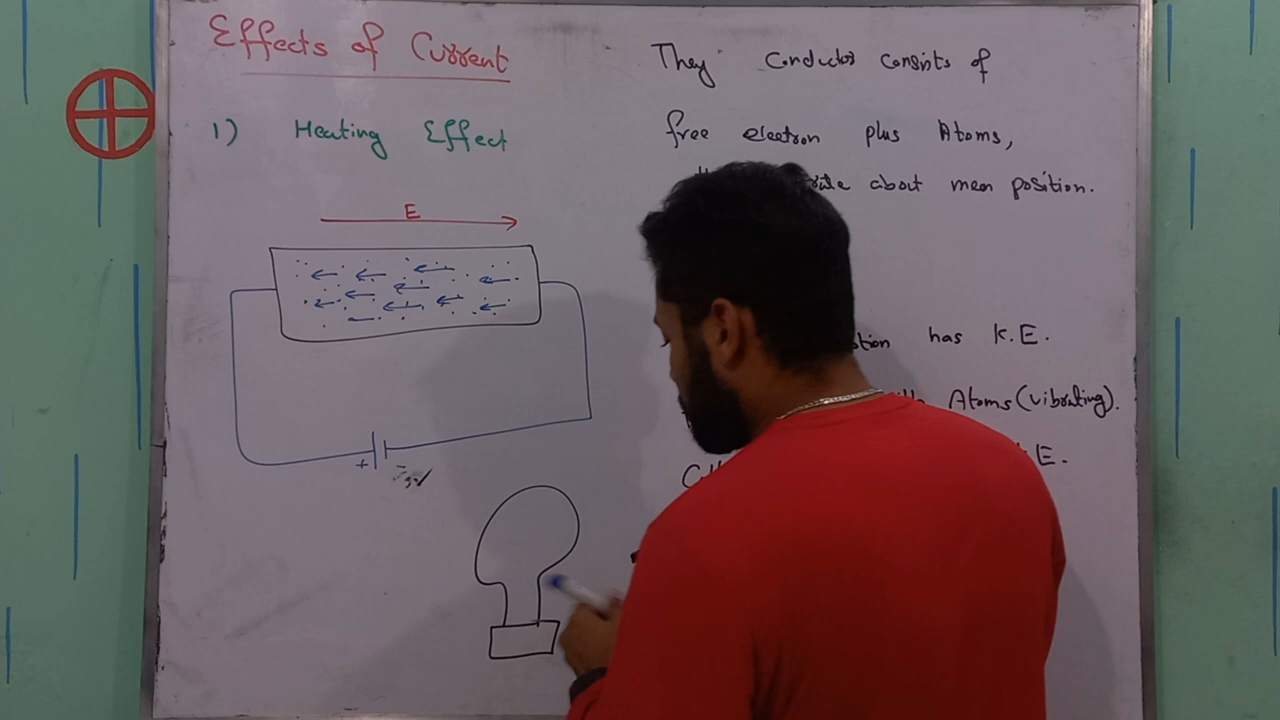 Effects of Current
1) Heating Effect
E
+
They conductor consists of
free electron plus Atoms,
about mean position.
has K.E.
Atoms (vibrating).
E.